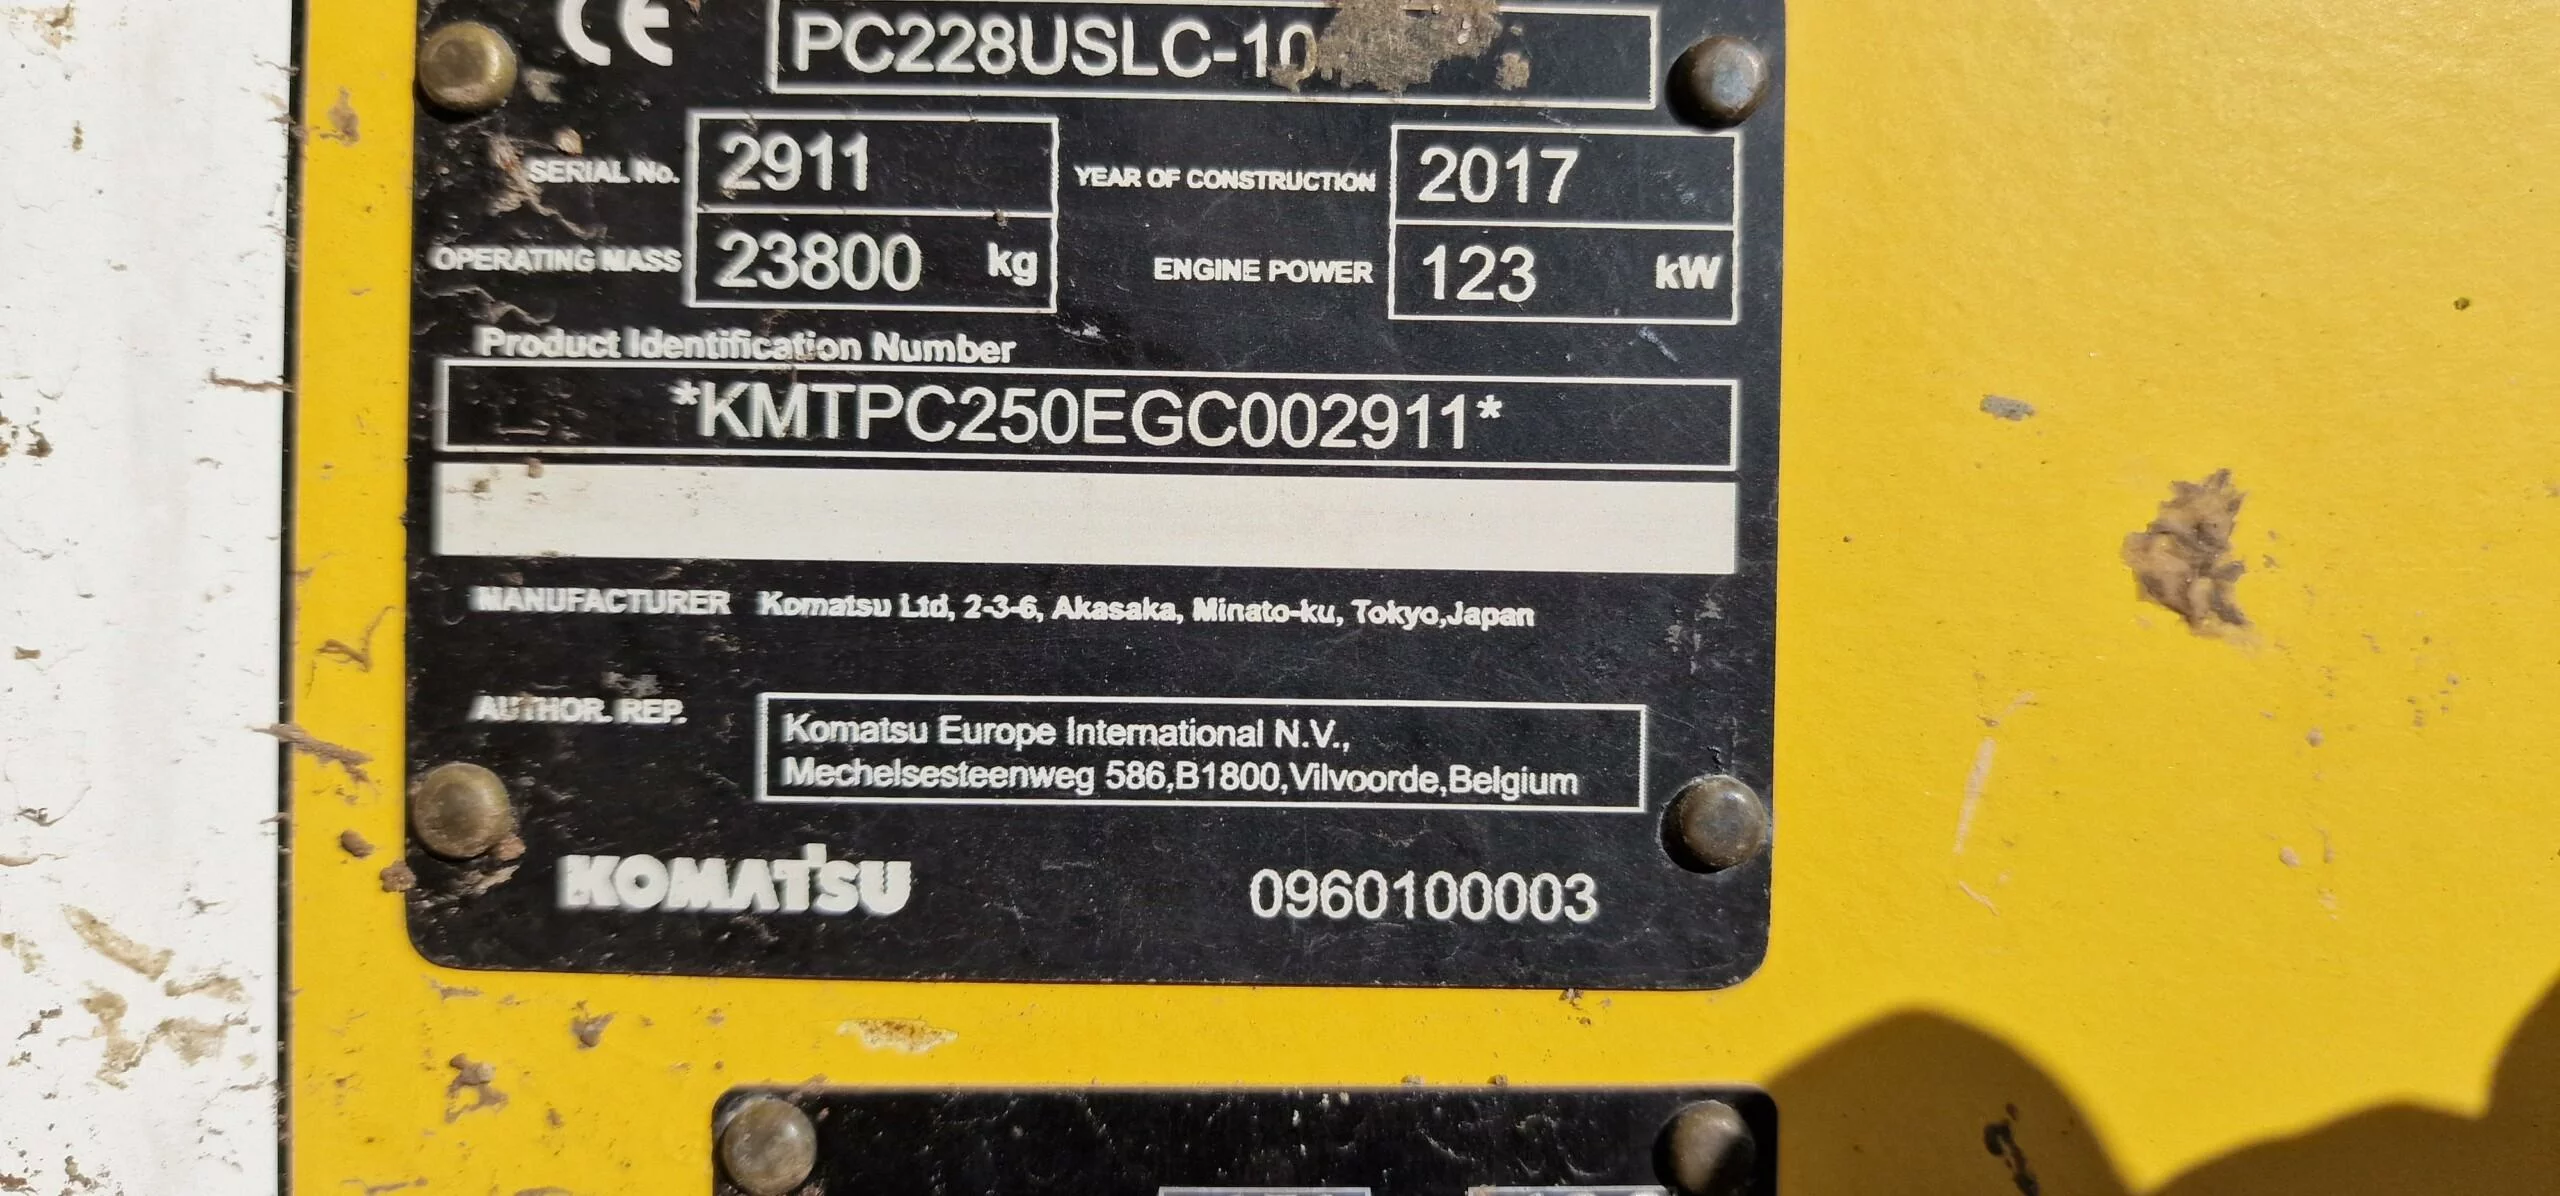 CE
PC228USLC-10
SERIAL No. 2911 YEAR OF CONSTRUCTION 2017
OPERATING MASS 23800 kg ENGINE POWER 123 kW
Product Identification Number
*KMTPC250EGC002911*
MANUFACTURER Komatsu Ltd, 2-3-6, Akasaka, Minato-ku, Tokyo,Japan
AUTHOR. REP. Komatsu Europe International N.V.,
Mechelsesteenweg 586,B1800,Vilvoorde,Belgium
KOMATSU 0960100003